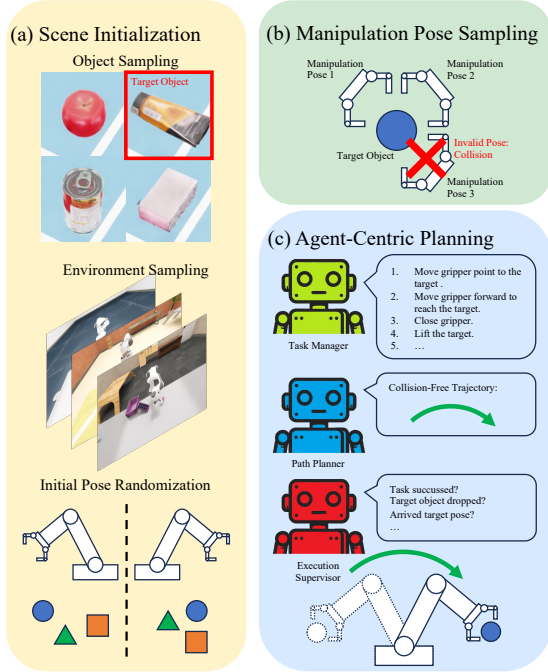 (a) Scene Initialization
Object Sampling
Target Object
Environment Sampling
Initial Pose Randomization
(b) Manipulation Pose Sampling
Manipulation
Pose 1
Manipulation
Pose 2
Target Object
Invalid Pose:
Collision
Manipulation
Pose 3
(c) Agent-Centric Planning
Task Manager
1. Move gripper point to the
target .
2. Move gripper forward to
reach the target.
3. Close gripper.
4. Lift the target.
5. …
Path Planner
Collision-Free Trajectory:
Execution
Supervisor
Task succussed?
Target object dropped?
Arrived target pose?
…